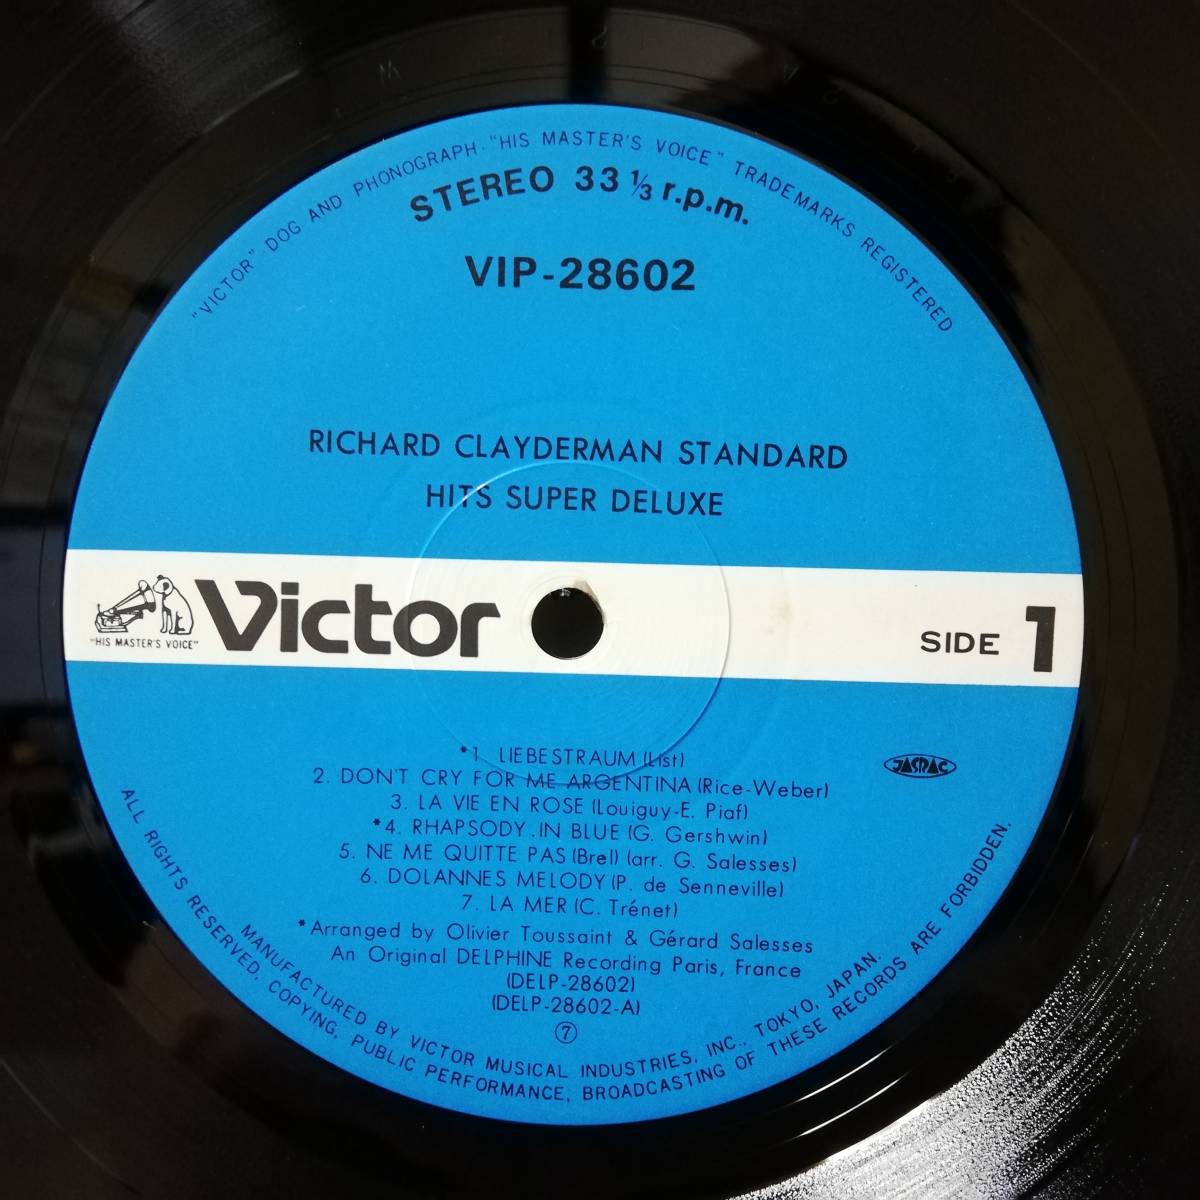 "VICTOR"·DOG AND PHONOGRAPH·"HIS MASTER'S VOICE" TRADEMARKS REGISTERED
STEREO 33 ⅓ r.p.m.
VIP-28602
RICHARD CLAYDERMAN STANDARD
HITS SUPER DELUXE
"HIS MASTER'S VOICE"
Victor
SIDE 1
*1. LIEBESTRAUM (List)
2. DON'T CRY FOR ME ARGENTINA (Rice-Weber)
3. LA VIE EN ROSE (Louiguy-E. Piaf)
*4. RHAPSODY.IN BLUE (G. Gershwin)
5. NE ME QUITTE PAS (Brel) (arr. G. Salesses)
6. DOLANNES MELODY (P. de Senneville)
7. LA MER (C. Trénet)
JASRAC
*Arranged by Olivier Toussaint & Gérard Salesses
An Original DELPHINE Recording Paris, France
(DELP-28602)
(DELP-28602-A)
⑦
MANUFACTURED BY VICTOR MUSICAL INDUSTRIES, INC., TOKYO, JAPAN.
ALL RIGHTS RESERVED, COPYING, PUBLIC PERFORMANCE, BROADCASTING OF THESE RECORDS ARE FORBIDDEN.